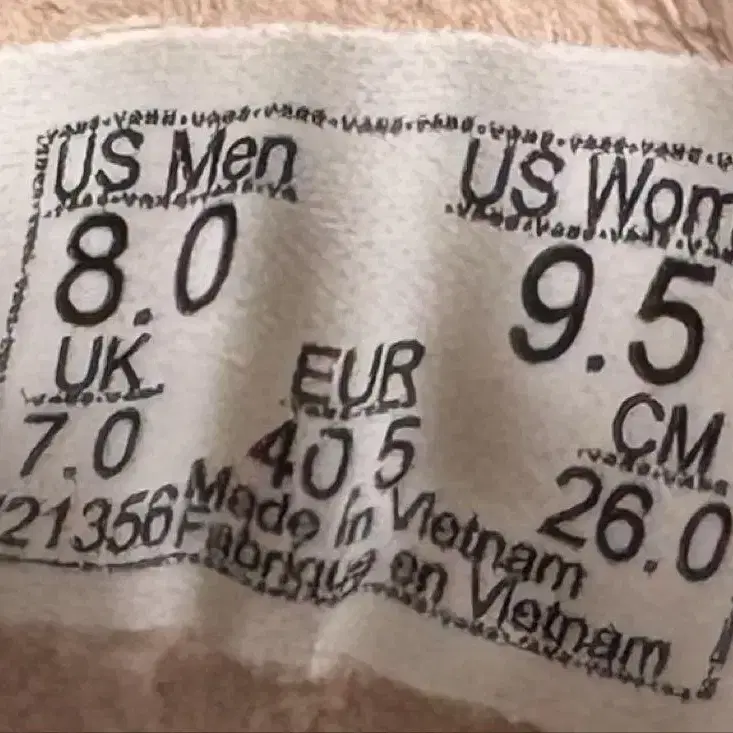 US Men US Wom
8.0 9.5
UK EUR CM
7.0 40.5 26.0
721356 Made in Vietnam
Fabriqué en Vietnam